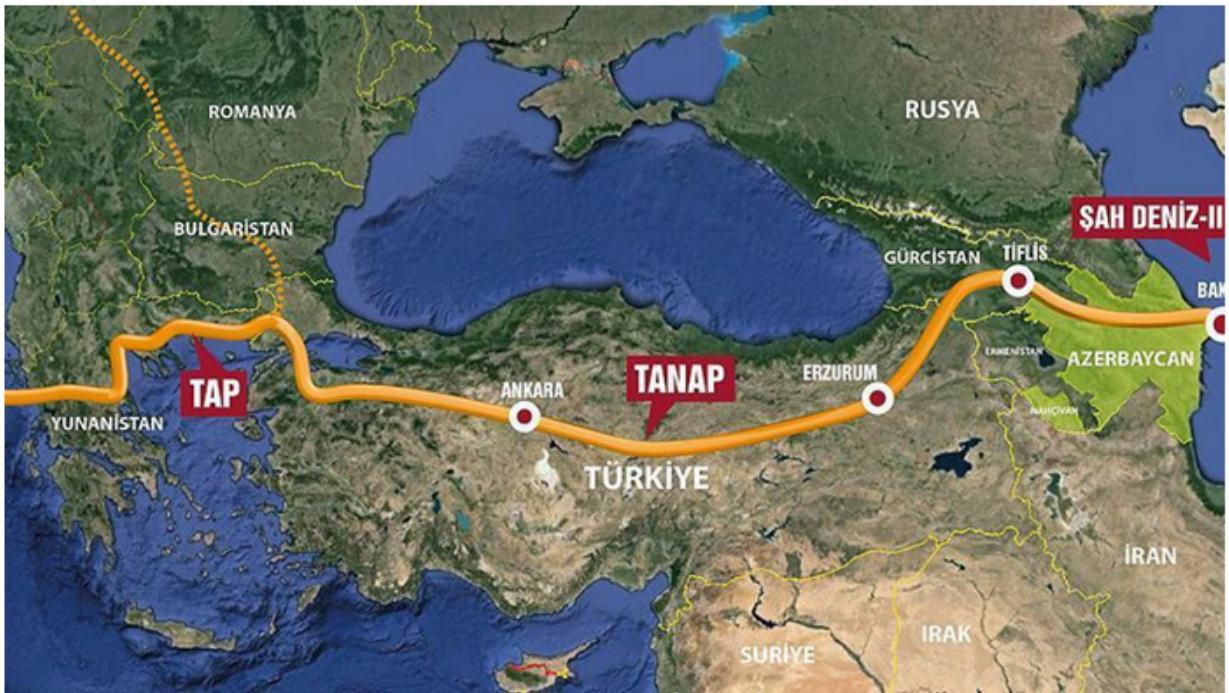 ROMANYA
RUSYA
BULGARİSTAN
ŞAH DENİZ-II
GÜRCİSTAN
TİFLİS
BAK
ERMENİSTAN
AZERBAYCAN
TAP
ANKARA
TANAP
ERZURUM
YUNANİSTAN
NAHÇIVAN
TÜRKİYE
İRAN
IRAK
SURİYE